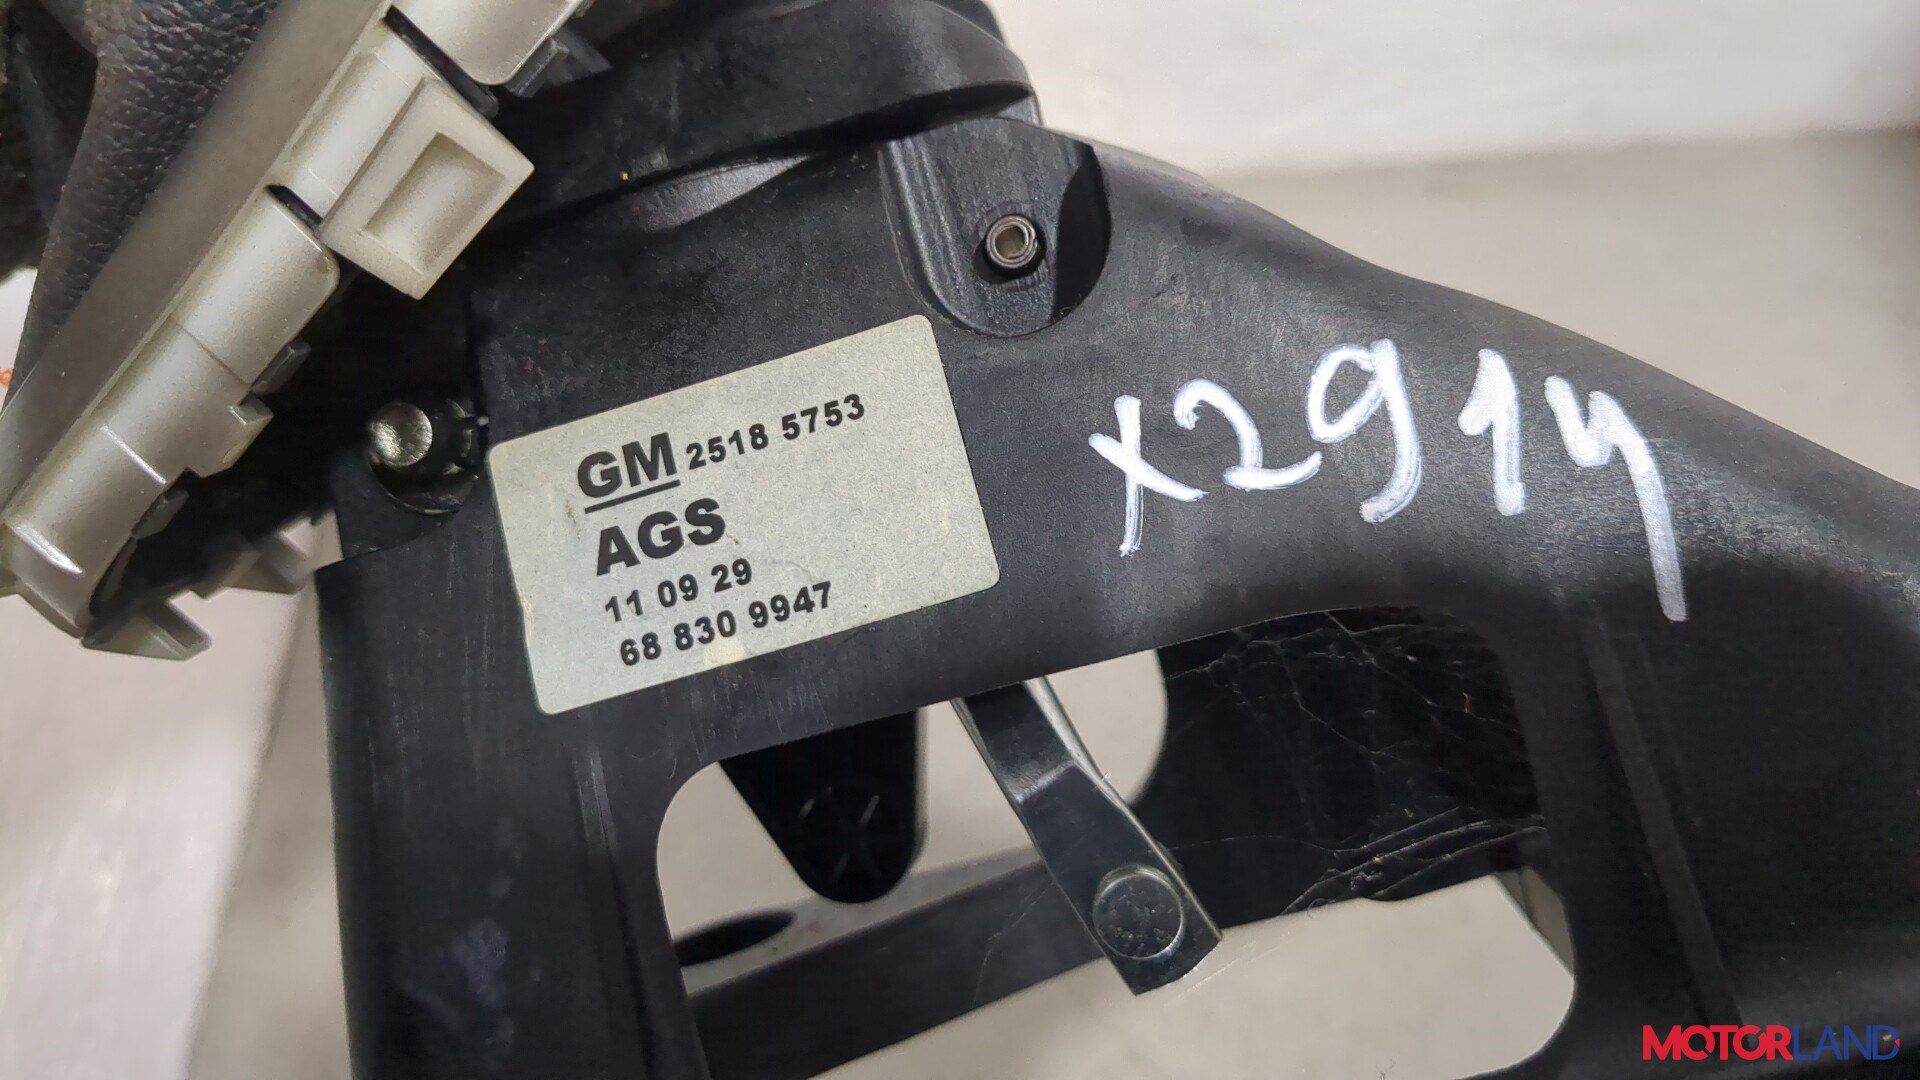 GM 2518 5753
AGS
11 09 29
68 830 9947
x2914
MOTORLAND